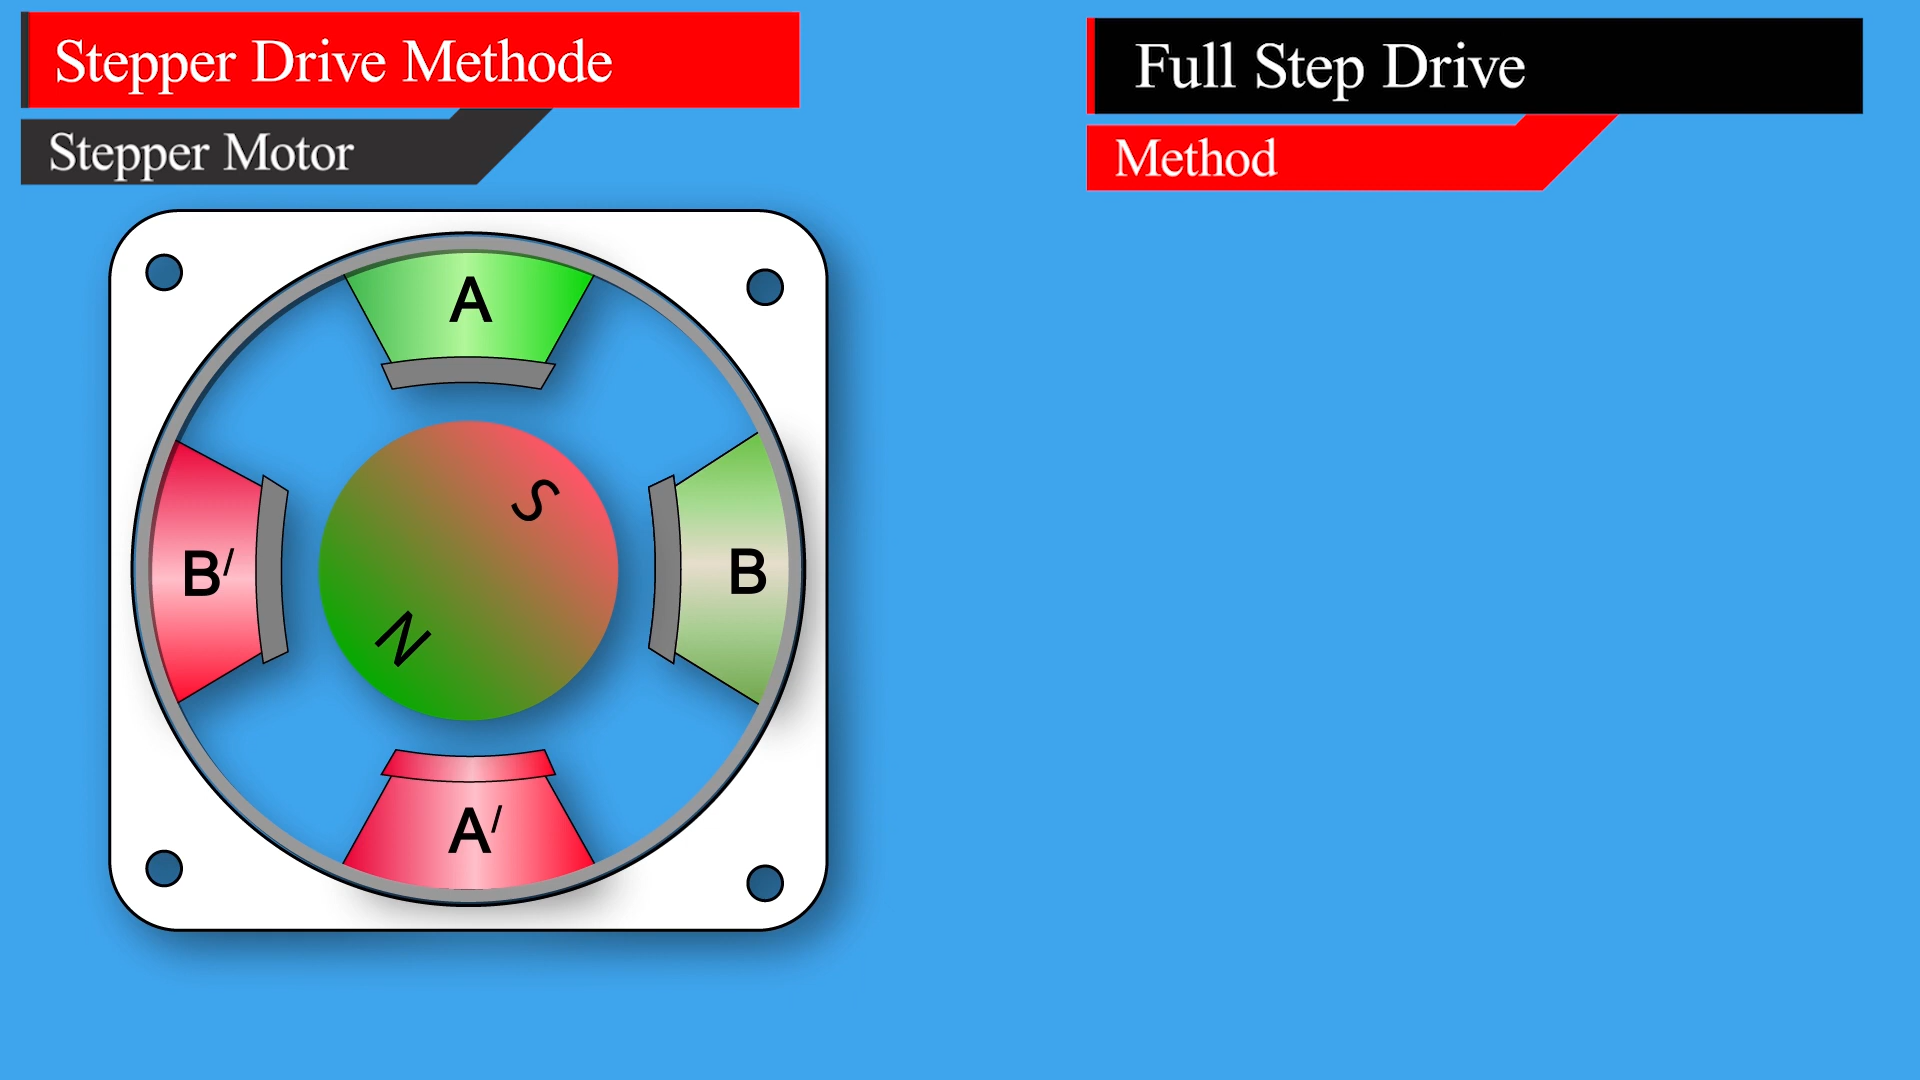 Stepper Drive Methode
Stepper Motor
Full Step Drive
Method
A
S
B/
B
N
A/